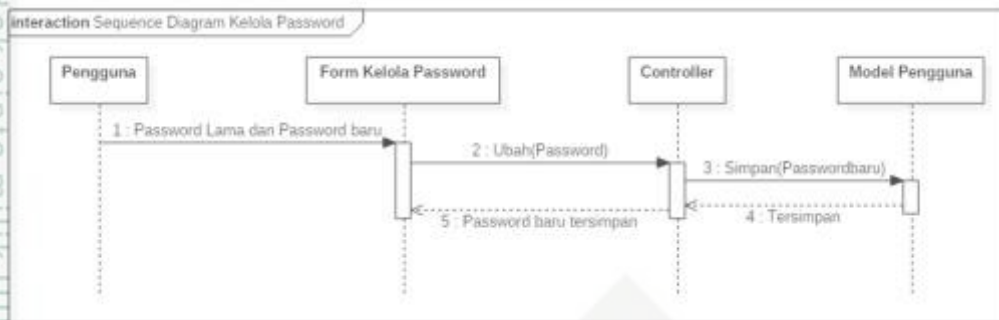 interaction Sequence Diagram Kelola Password
Pengguna
Form Kelola Password
Controller
Model Pengguna
1 : Password Lama dan Password baru
2 : Ubah(Password)
3 : Simpan(Passwordbaru)
4 : Tersimpan
5 : Password baru tersimpan